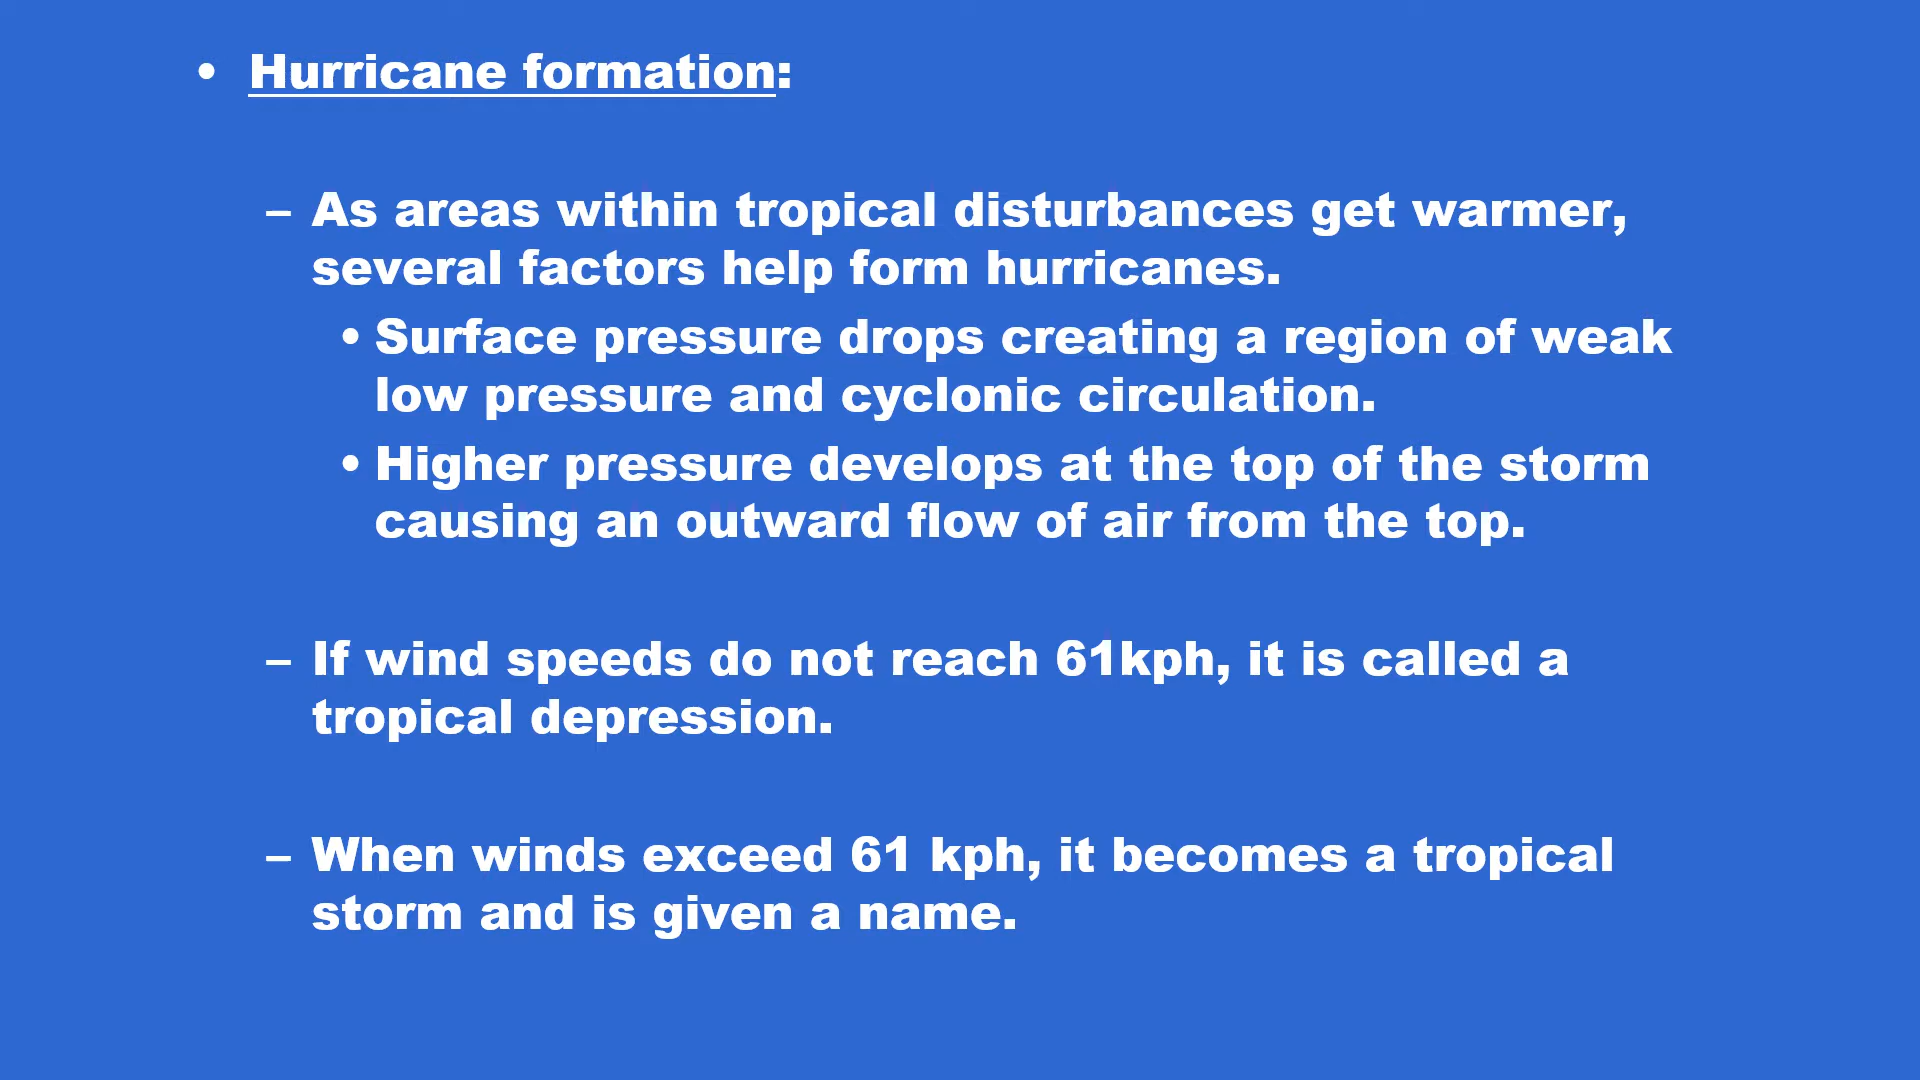 • Hurricane formation:
– As areas within tropical disturbances get warmer,
several factors help form hurricanes.
• Surface pressure drops creating a region of weak
low pressure and cyclonic circulation.
• Higher pressure develops at the top of the storm
causing an outward flow of air from the top.
– If wind speeds do not reach 61kph, it is called a
tropical depression.
– When winds exceed 61 kph, it becomes a tropical
storm and is given a name.